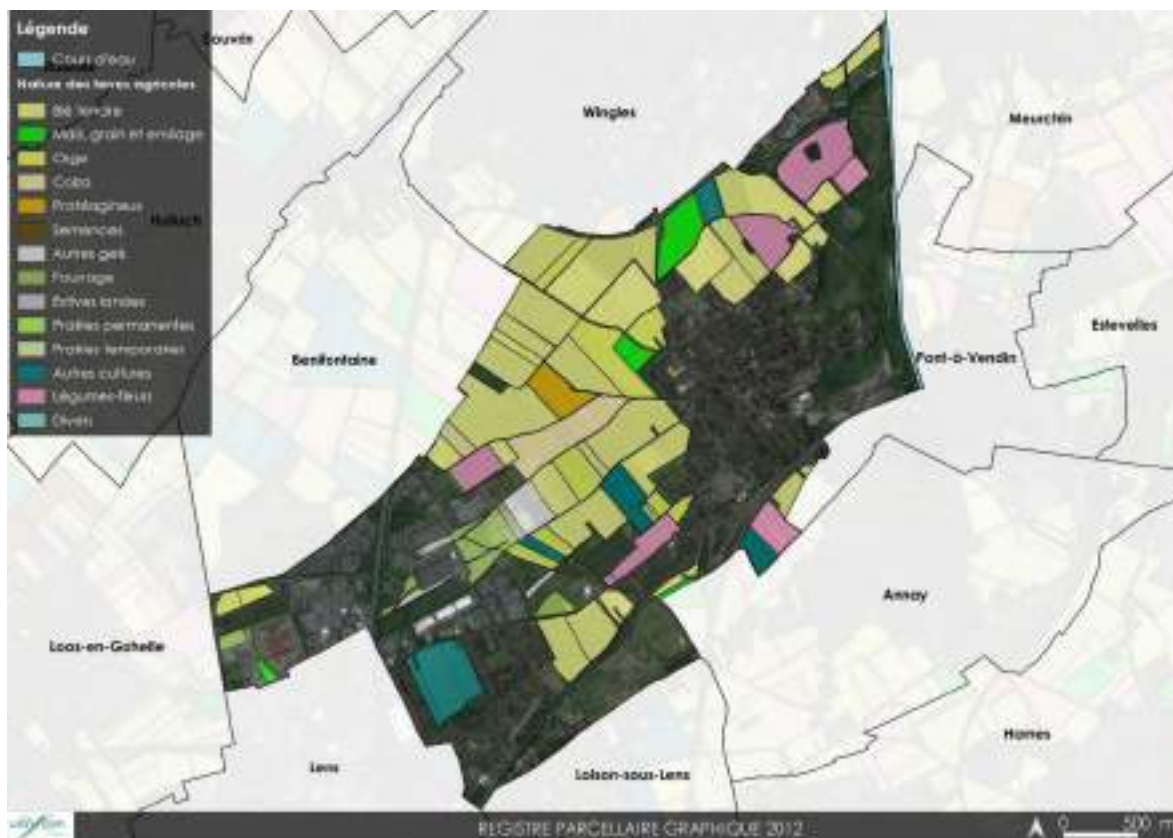 Légende
Cours d'eau
Nature des terres agricoles
Blé tendre
Maïs, grain et ensilage
Orge
Colza
Protéagineux
Semences
Autres gels
Fourrage
Estives landes
Prairies permanentes
Prairies temporaires
Autres cultures
Légumes-fleurs
Divers
Douvrin
Hulluch
Wingles
Meurchin
Estevelles
Pont-à-Vendin
Benifontaine
Annay
Loos-en-Gohelle
Harnes
Lens
Loison-sous-Lens
REGISTRE PARCELLAIRE GRAPHIQUE 2012
0 500 m